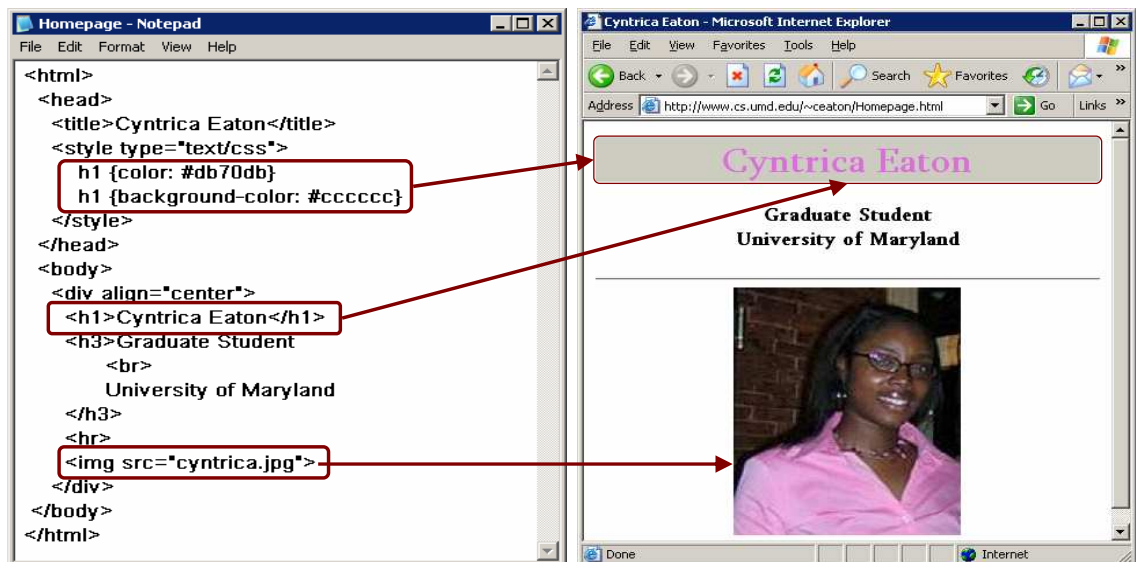 Homepage - Notepad
File Edit Format View Help
<html>
<head>
<title>Cyntrica Eaton</title>
<style type="text/css">
h1 {color: #db70db}
h1 {background-color: #cccccc}
</style>
</head>
<body>
<div align="center">
<h1>Cyntrica Eaton</h1>
<h3>Graduate Student
<br>
University of Maryland
</h3>
<hr>
<img src="cyntrica.jpg">
</div>
</body>
</html>
Cyntrica Eaton - Microsoft Internet Explorer
File Edit View Favorites Tools Help
Back Search Favorites »
Address http://www.cs.umd.edu/~ceaton/Homepage.html Go Links »
Cyntrica Eaton
Graduate Student
University of Maryland
Done Internet